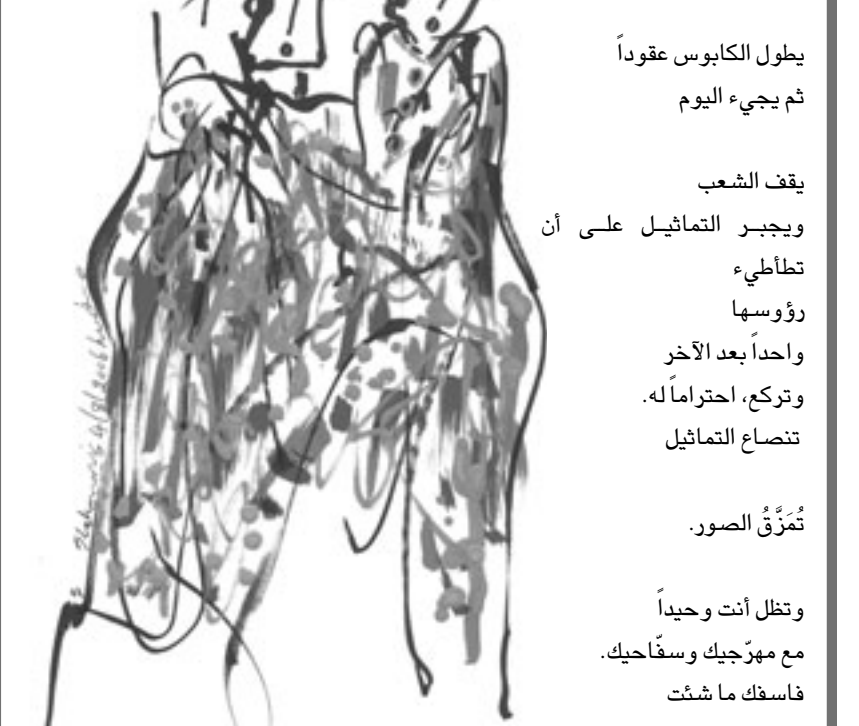 يطول الكابوس عقوداً
ثم يجيء اليوم
يقف الشعب
ويجبر التماثيل على أن
تطأطيء
رؤوسها
واحداً بعد الآخر
وتركع، احتراماً له.
تنصاع التماثيل
تُمَزَّقُ الصور.
وتظل أنت وحيداً
مع مهرّجيك وسفّاحيك.
فاسفك ما شئت